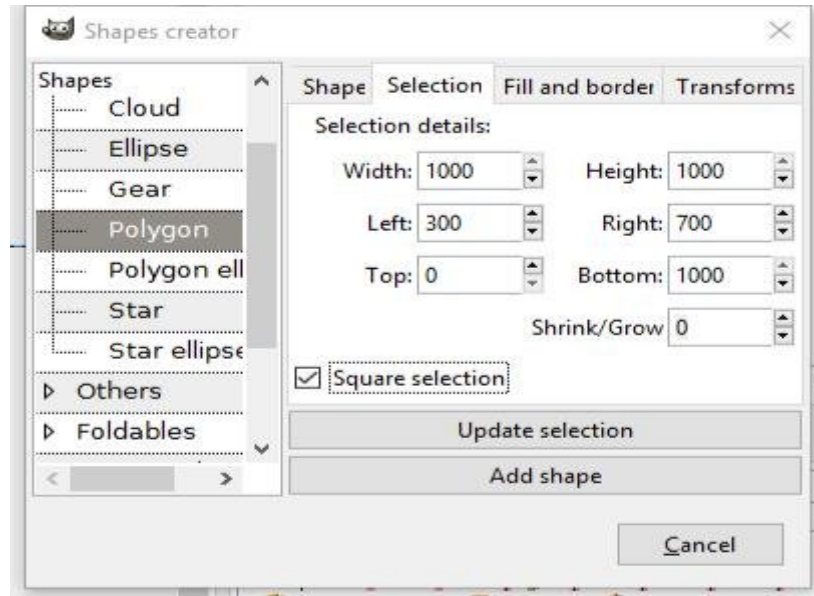 Shapes creator
Shapes
Cloud
Ellipse
Gear
Polygon
Polygon ell
Star
Star ellipse
Others
Foldables
Shape Selection Fill and border Transforms
Selection details:
Width: 1000 Height: 1000
Left: 300 Right: 700
Top: 0 Bottom: 1000
Shrink/Grow 0
Square selection
Update selection
Add shape
Cancel